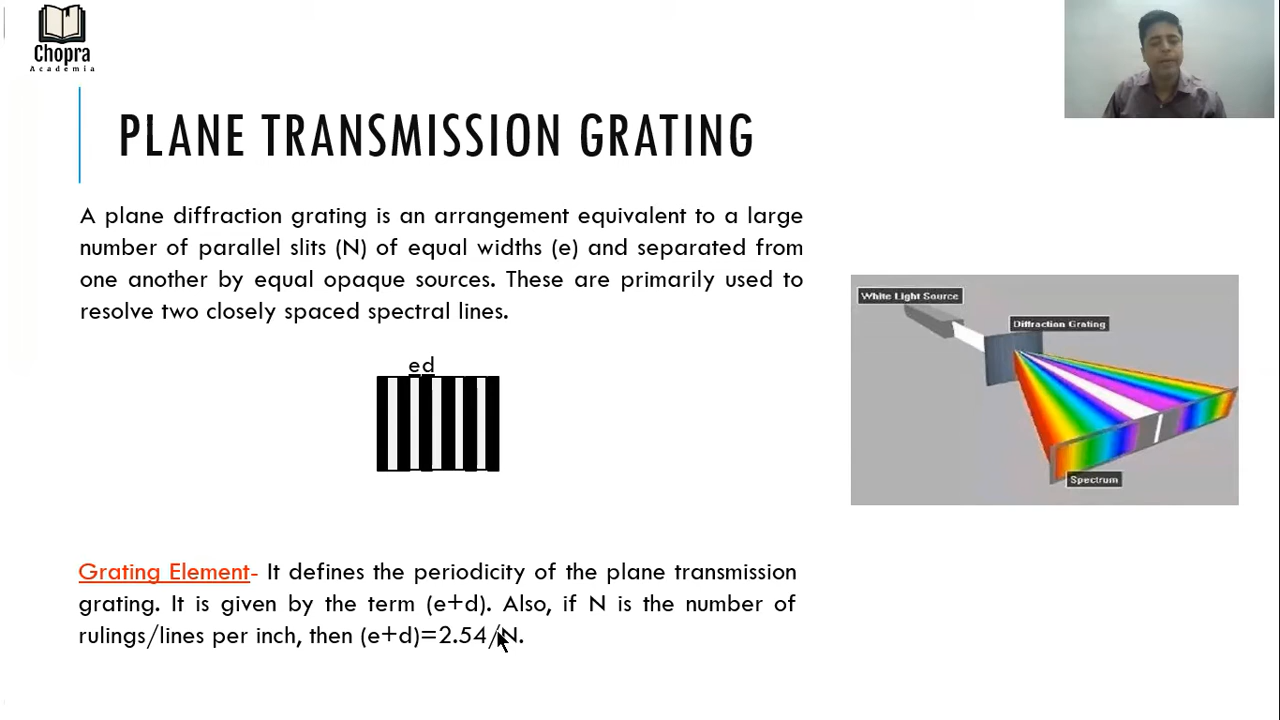 Chopra
Academia
PLANE TRANSMISSION GRATING
A plane diffraction grating is an arrangement equivalent to a large
number of parallel slits (N) of equal widths (e) and separated from
one another by equal opaque sources. These are primarily used to
resolve two closely spaced spectral lines.
ed
White Light Source
Diffraction Grating
Spectrum
Grating Element- It defines the periodicity of the plane transmission
grating. It is given by the term (e+d). Also, if N is the number of
rulings/lines per inch, then (e+d)=2.54/N.